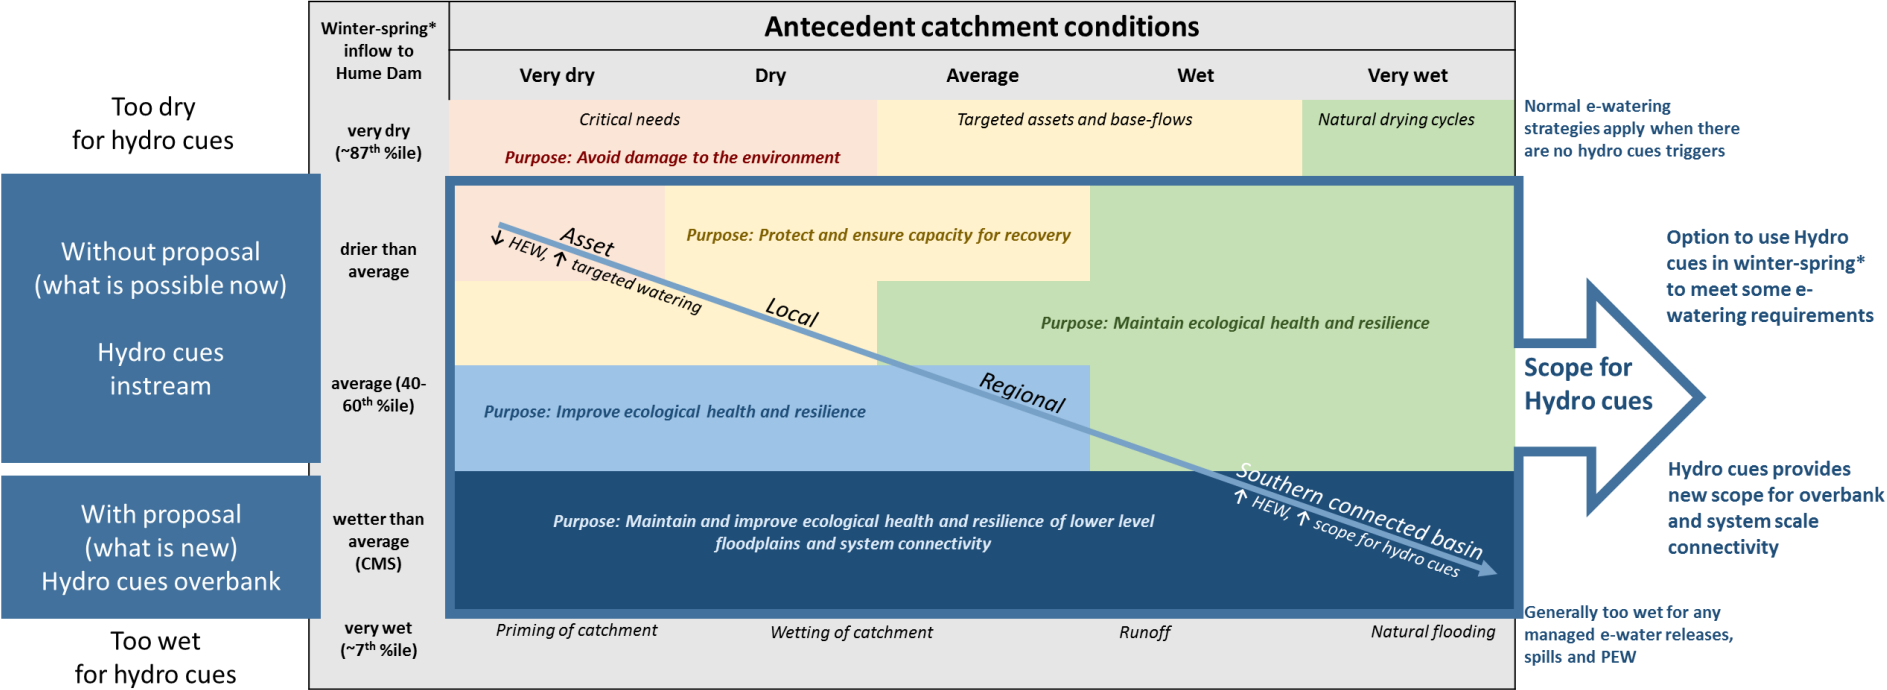 Antecedent catchment conditions
Winter-spring*
inflow to
Hume Dam
Very dry
Dry
Average
Wet
Very wet
Too dry
for hydro cues
very dry
(~87th %ile)
Critical needs
Purpose: Avoid damage to the environment
Targeted assets and base-flows
Natural drying cycles
Normal e-watering
strategies apply when there
are no hydro cues triggers
Without proposal
(what is possible now)
Hydro cues
instream
drier than
average
Asset
↓ HEW, ↑ targeted watering
Purpose: Protect and ensure capacity for recovery
Local
Purpose: Maintain ecological health and resilience
Option to use Hydro
cues in winter-spring*
to meet some e-
watering requirements
average (40-
60th %ile)
Purpose: Improve ecological health and resilience
Regional
Scope for
Hydro cues
With proposal
(what is new)
Hydro cues overbank
wetter than
average
(CMS)
Purpose: Maintain and improve ecological health and resilience of lower level
floodplains and system connectivity
Southern connected basin
↑ HEW, ↑ scope for hydro cues
Hydro cues provides
new scope for overbank
and system scale
connectivity
Too wet
for hydro cues
very wet
(~7th %ile)
Priming of catchment
Wetting of catchment
Runoff
Natural flooding
Generally too wet for any
managed e-water releases,
spills and PEW